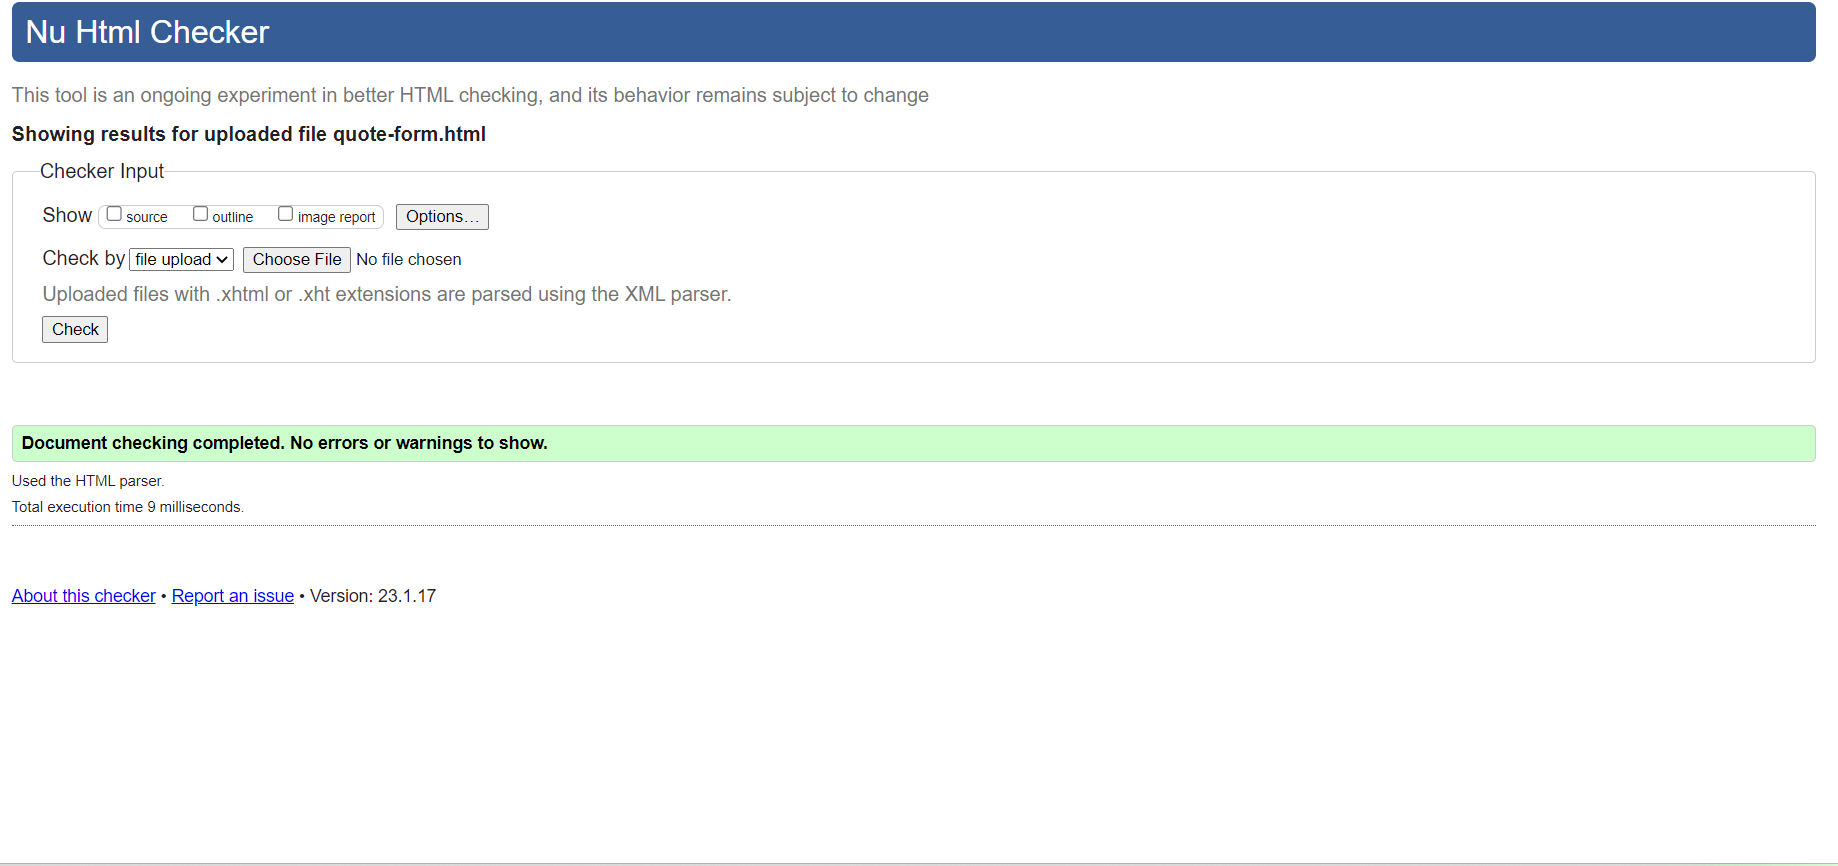 Nu Html Checker
This tool is an ongoing experiment in better HTML checking, and its behavior remains subject to change
Showing results for uploaded file quote-form.html
Checker Input
Show source outline image report Options...
Check by file upload Choose File No file chosen
Uploaded files with .xhtml or .xht extensions are parsed using the XML parser.
Check
Document checking completed. No errors or warnings to show.
Used the HTML parser.
Total execution time 9 milliseconds.
About this checker • Report an issue • Version: 23.1.17